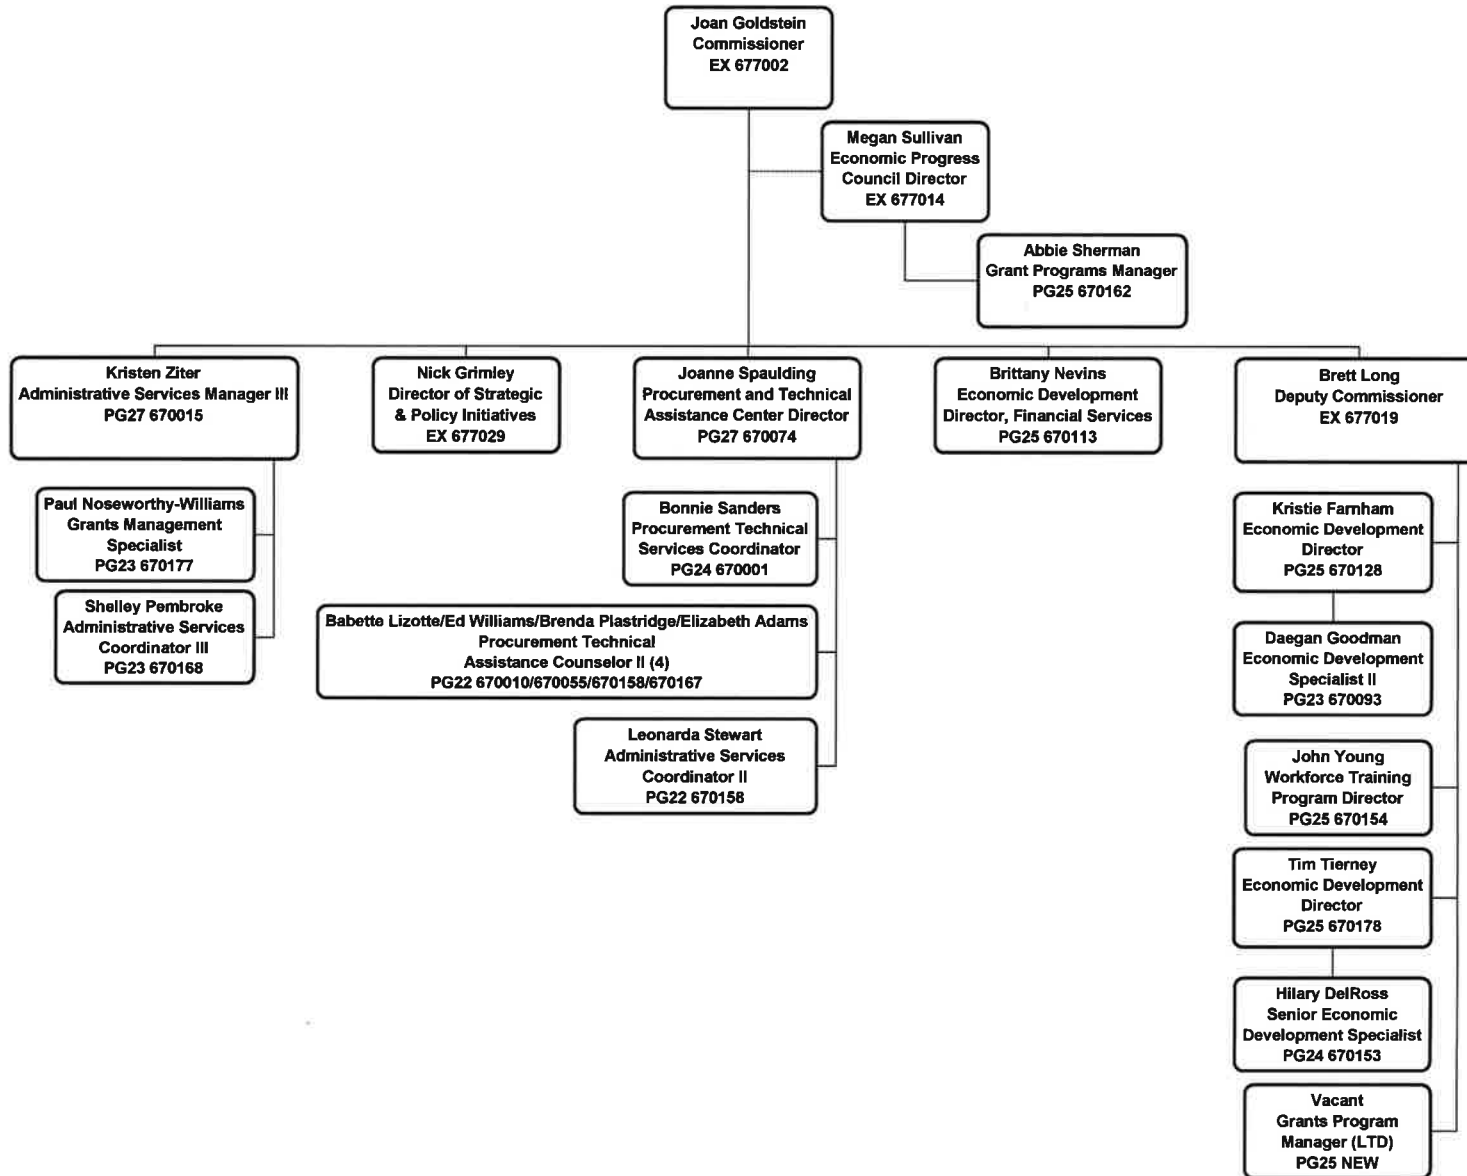 Joan Goldstein
Commissioner
EX 677002
Megan Sullivan
Economic Progress
Council Director
EX 677014
Abbie Sherman
Grant Programs Manager
PG25 670162
Kristen Ziter
Administrative Services Manager III
PG27 670015
Nick Grimley
Director of Strategic
& Policy Initiatives
EX 677029
Joanne Spaulding
Procurement and Technical
Assistance Center Director
PG27 670074
Brittany Nevins
Economic Development
Director, Financial Services
PG25 670113
Brett Long
Deputy Commissioner
EX 677019
Paul Noseworthy-Williams
Grants Management
Specialist
PG23 670177
Shelley Pembroke
Administrative Services
Coordinator III
PG23 670168
Bonnie Sanders
Procurement Technical
Services Coordinator
PG24 670001
Babette Lizotte/Ed Williams/Brenda Plastridge/Elizabeth Adams
Procurement Technical
Assistance Counselor II (4)
PG22 670010/670055/670158/670167
Leonarda Stewart
Administrative Services
Coordinator II
PG22 670158
Kristie Farnham
Economic Development
Director
PG25 670128
Daegan Goodman
Economic Development
Specialist II
PG23 670093
John Young
Workforce Training
Program Director
PG25 670154
Tim Tierney
Economic Development
Director
PG25 670178
Hilary DelRoss
Senior Economic
Development Specialist
PG24 670153
Vacant
Grants Program
Manager (LTD)
PG25 NEW